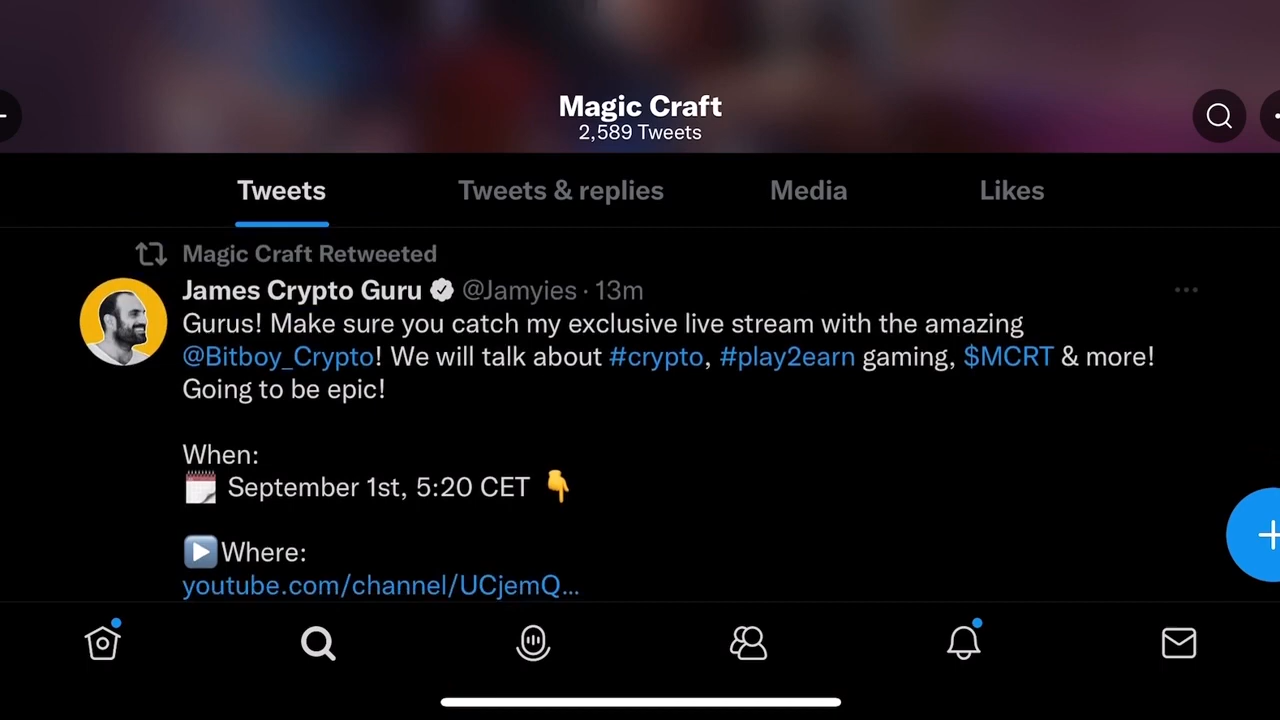 Magic Craft
2,589 Tweets
Tweets
Tweets & replies
Media
Likes
Magic Craft Retweeted
James Crypto Guru @Jamyies · 13m
Gurus! Make sure you catch my exclusive live stream with the amazing
@Bitboy_Crypto! We will talk about #crypto, #play2earn gaming, $MCRT & more!
Going to be epic!
When:
September 1st, 5:20 CET
Where:
youtube.com/channel/UCjemQ...